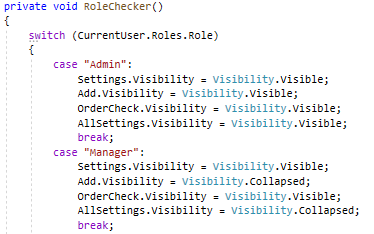 private void RoleChecker()
{
    switch (CurrentUser.Roles.Role)
    {
        case "Admin":
            Settings.Visibility = Visibility.Visible;
            Add.Visibility = Visibility.Visible;
            OrderCheck.Visibility = Visibility.Visible;
            AllSettings.Visibility = Visibility.Visible;
            break;
        case "Manager":
            Settings.Visibility = Visibility.Visible;
            Add.Visibility = Visibility.Collapsed;
            OrderCheck.Visibility = Visibility.Visible;
            AllSettings.Visibility = Visibility.Collapsed;
            break;